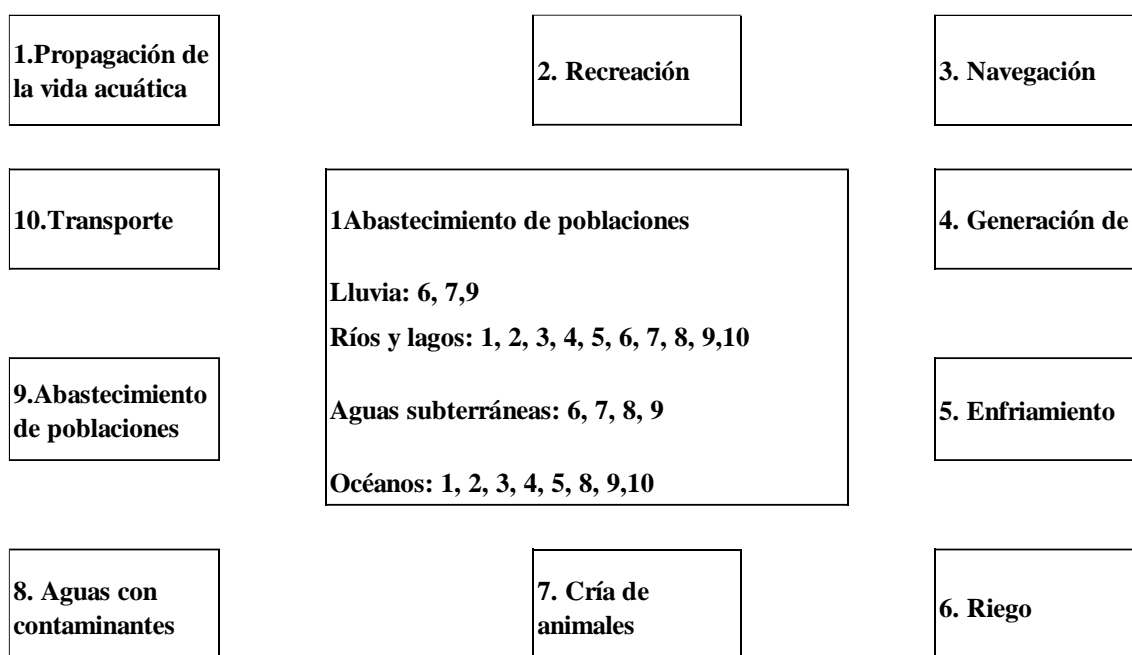 1.Propagación de
la vida acuática
2. Recreación
3. Navegación
10.Transporte
1Abastecimiento de poblaciones
4. Generación de
Lluvia: 6, 7,9
Ríos y lagos: 1, 2, 3, 4, 5, 6, 7, 8, 9,10
9.Abastecimiento
de poblaciones
Aguas subterráneas: 6, 7, 8, 9
5. Enfriamiento
Océanos: 1, 2, 3, 4, 5, 8, 9,10
8. Aguas con
contaminantes
7. Cría de
animales
6. Riego